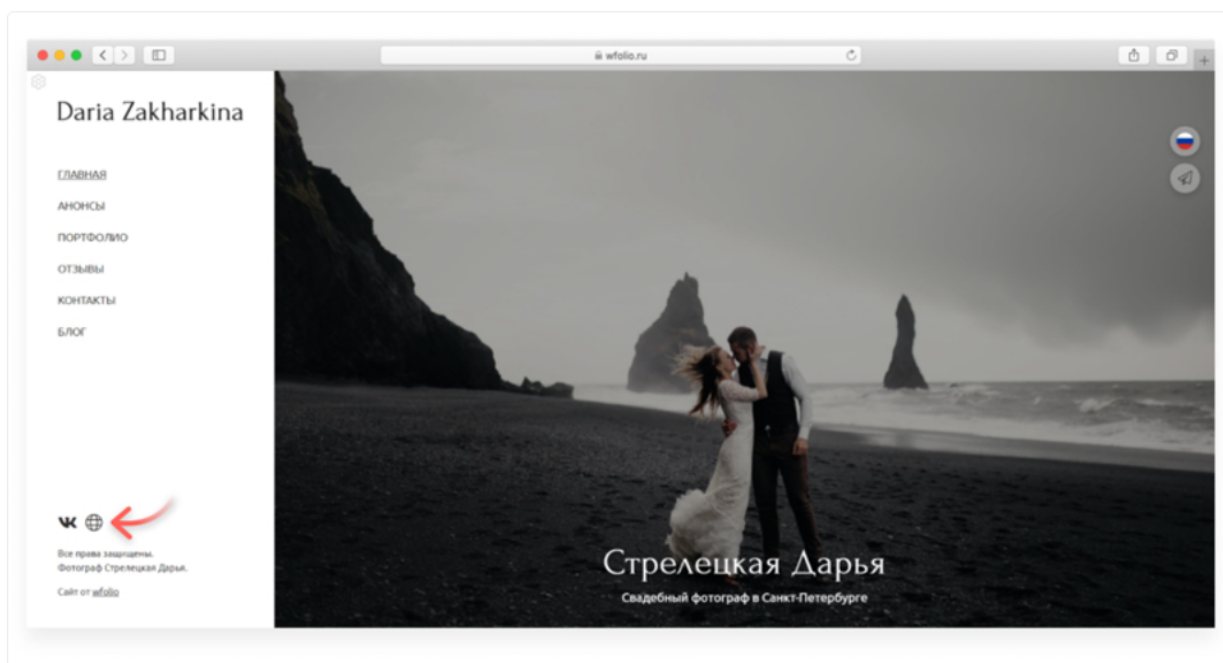 wfolio.ru
Daria Zakharkina
ГЛАВНАЯ
АНОНСЫ
ПОРТФОЛИО
ОТЗЫВЫ
КОНТАКТЫ
БЛОГ
Все права защищены.
Фотограф Стрелецкая Дарья.
Сайт от wfolio
Стрелецкая Дарья
Свадебный фотограф в Санкт-Петербурге